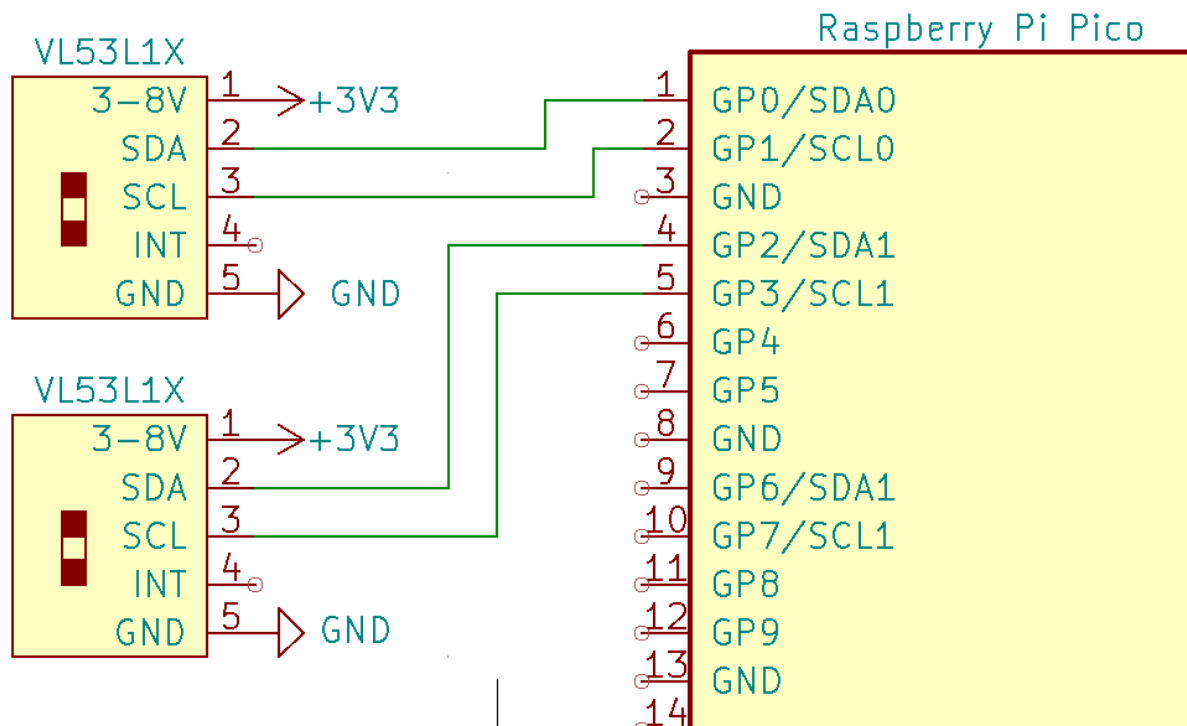 Raspberry Pi Pico
VL53L1X
3-8V 1 +3V3
SDA 2
SCL 3
INT 4
GND 5 GND
VL53L1X
3-8V 1 +3V3
SDA 2
SCL 3
INT 4
GND 5 GND
1 GP0/SDA0
2 GP1/SCL0
3 GND
4 GP2/SDA1
5 GP3/SCL1
6 GP4
7 GP5
8 GND
9 GP6/SDA1
10 GP7/SCL1
11 GP8
12 GP9
13 GND
14